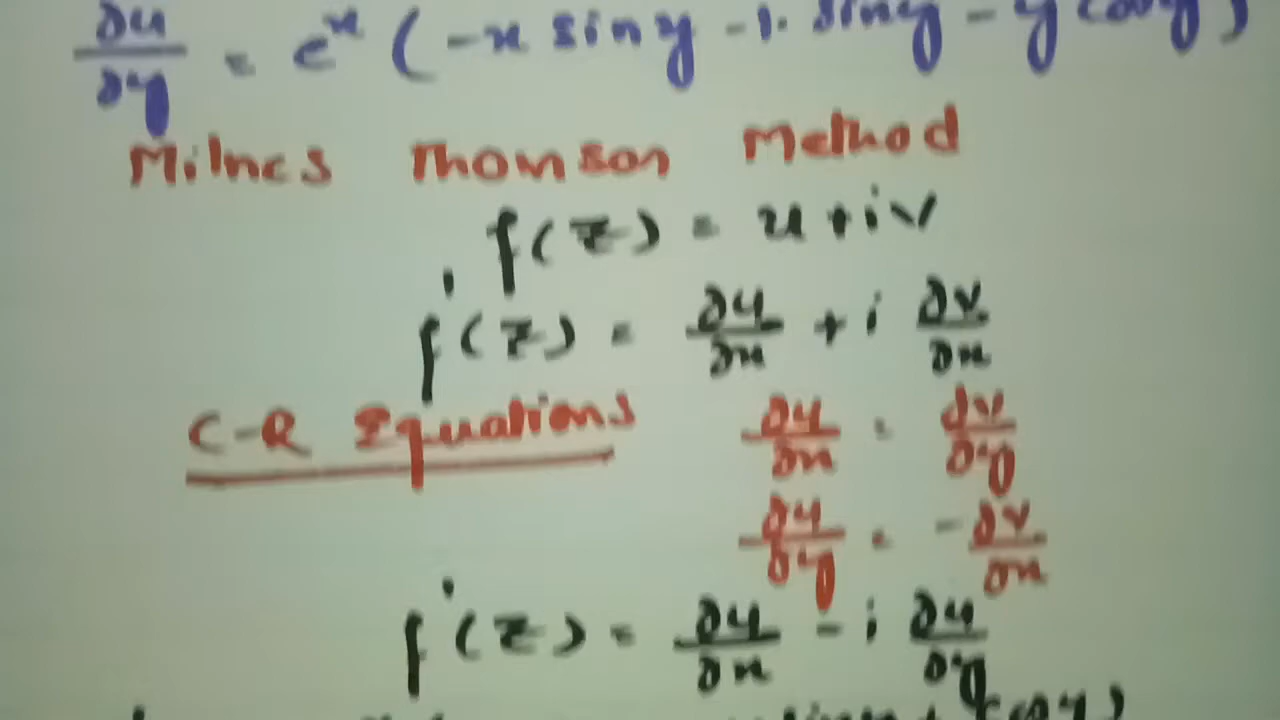 ∂u/∂y = e^x (-x sin y - 1. sin y - y cos y)
Milnes Thomson Method
f(z) = u + iv
f'(z) = ∂u/∂x + i ∂v/∂x
C-R Equations ∂u/∂x = ∂v/∂y
∂u/∂y = -∂v/∂x
f'(z) = ∂u/∂x - i ∂u/∂y